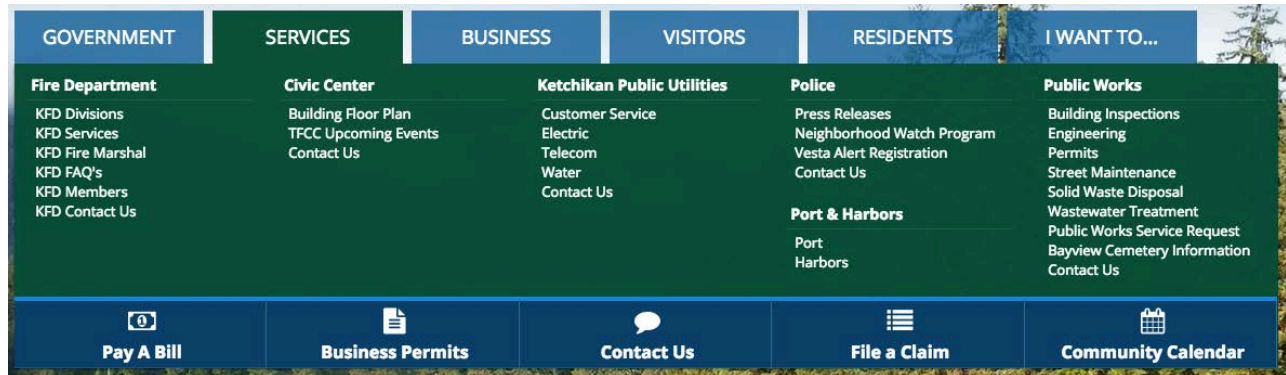 GOVERNMENT
SERVICES
BUSINESS
VISITORS
RESIDENTS
I WANT TO...
Fire Department
KFD Divisions
KFD Services
KFD Fire Marshal
KFD FAQ's
KFD Members
KFD Contact Us
Civic Center
Building Floor Plan
TFCC Upcoming Events
Contact Us
Ketchikan Public Utilities
Customer Service
Electric
Telecom
Water
Contact Us
Police
Press Releases
Neighborhood Watch Program
Vesta Alert Registration
Contact Us
Port & Harbors
Port
Harbors
Public Works
Building Inspections
Engineering
Permits
Street Maintenance
Solid Waste Disposal
Wastewater Treatment
Public Works Service Request
Bayview Cemetery Information
Contact Us
Pay A Bill
Business Permits
Contact Us
File a Claim
Community Calendar